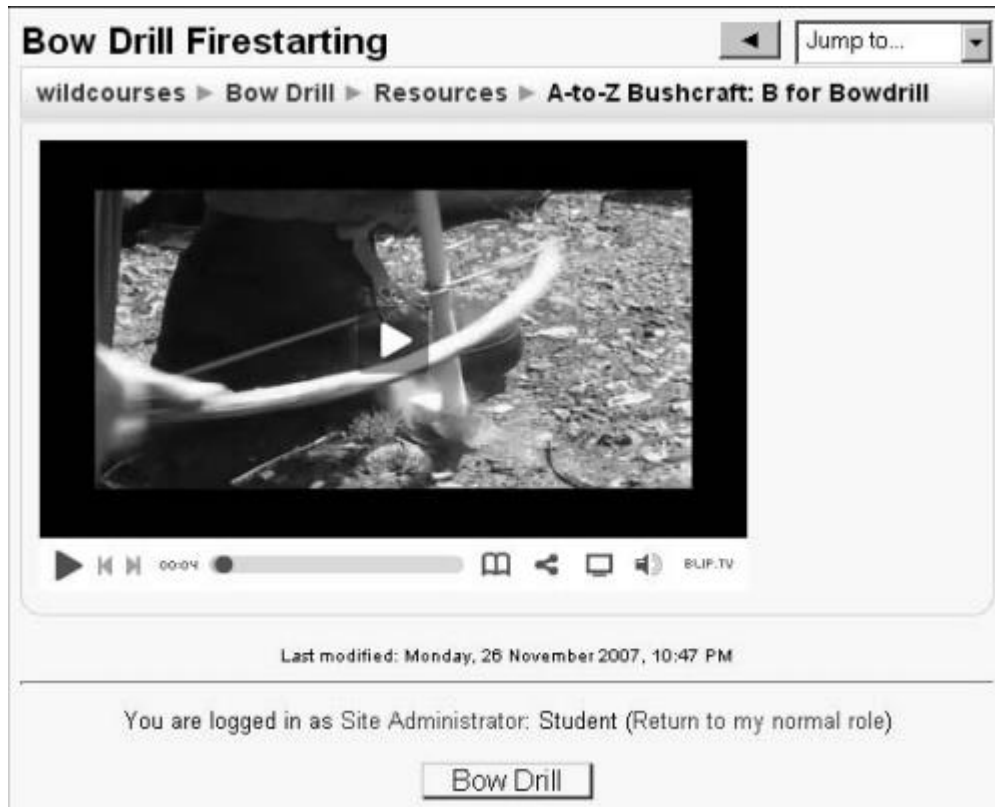 Bow Drill Firestarting
Jump to...
wildcourses ► Bow Drill ► Resources ► A-to-Z Bushcraft: B for Bowdrill
00:04 BLIP.TV
Last modified: Monday, 26 November 2007, 10:47 PM
You are logged in as Site Administrator: Student (Return to my normal role)
Bow Drill